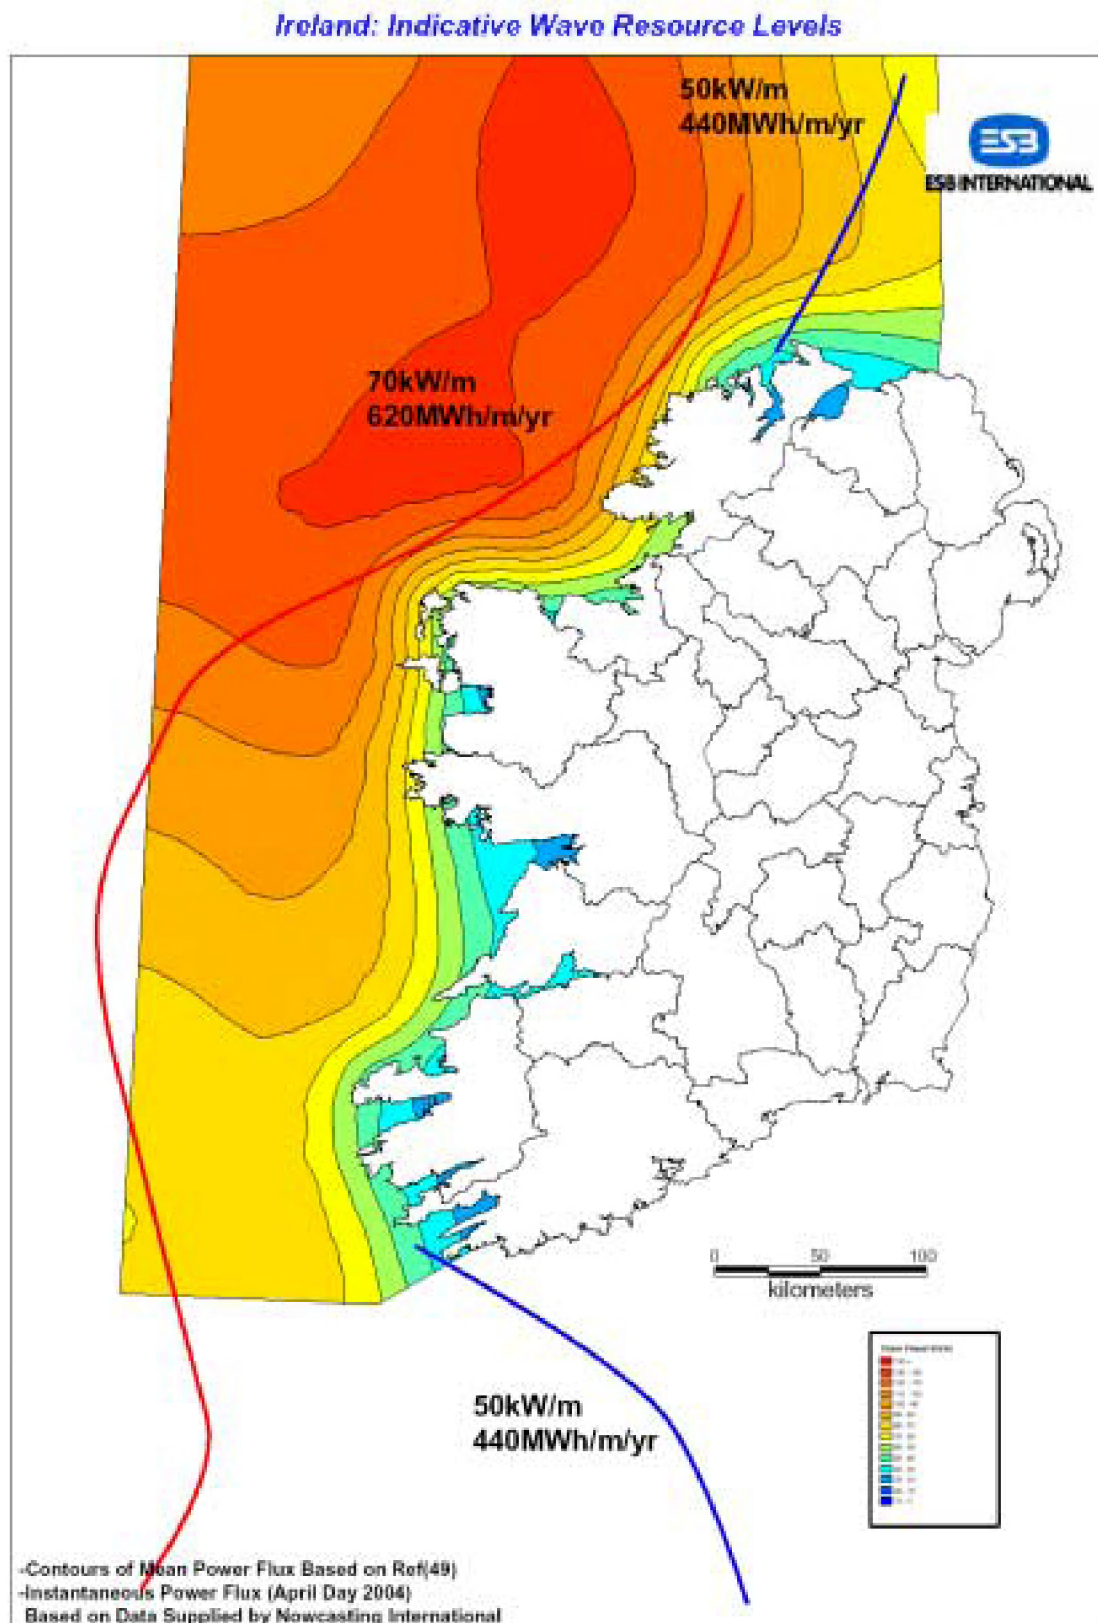 Ireland: Indicative Wave Resource Levels
50kW/m
440MWh/m/yr
ESB
ESB INTERNATIONAL
70kW/m
620MWh/m/yr
0 50 100
kilometers
50kW/m
440MWh/m/yr
-Contours of Mean Power Flux Based on Ref(49)
-Instantaneous Power Flux (April Day 2004)
Based on Data Supplied by Nowcasting International